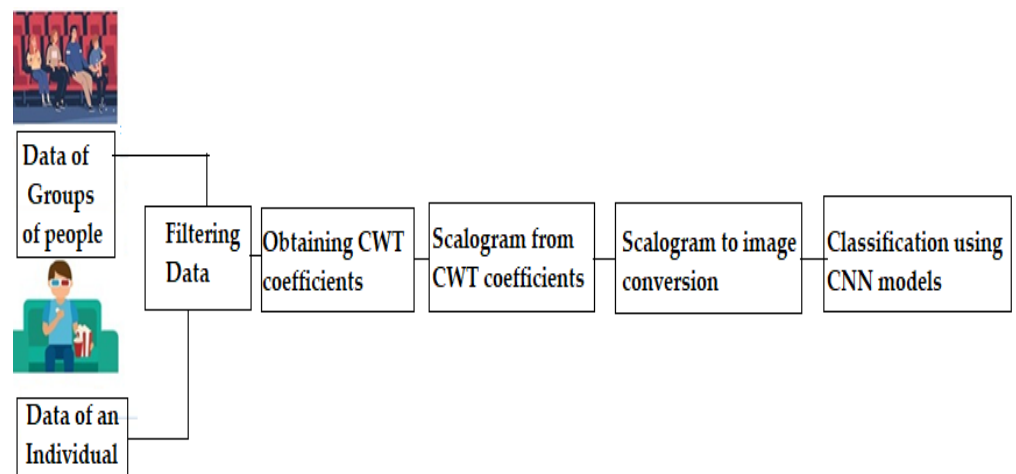 Data of
Groups
of people
Filtering
Data
Obtaining CWT
coefficients
Scalogram from
CWT coefficients
Scalogram to image
conversion
Classification using
CNN models
Data of an
Individual